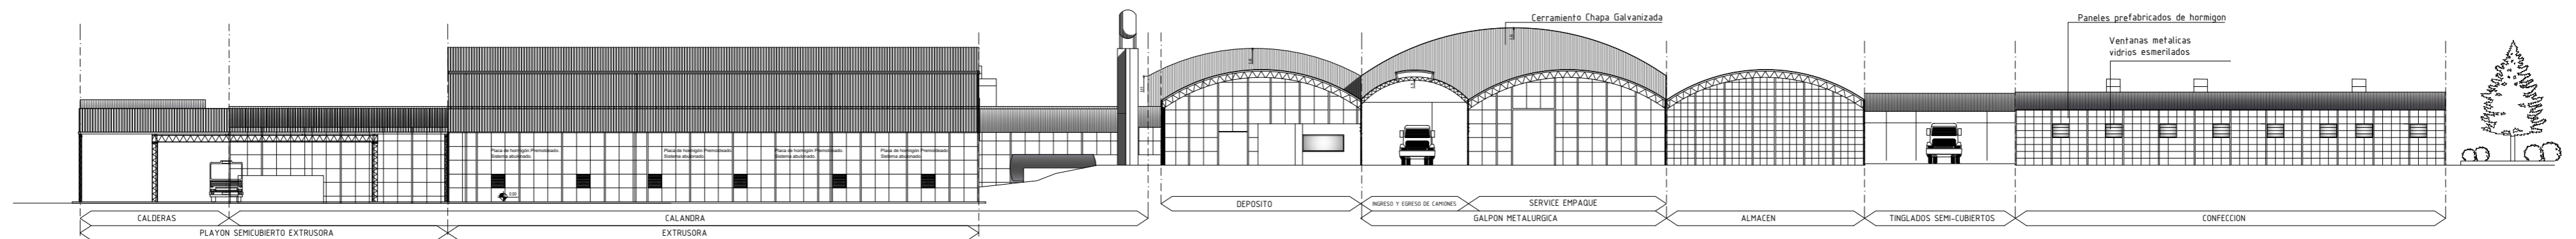 Cerramiento Chapa Galvanizada
Paneles prefabricados de hormigon
Ventanas metalicas
vidrios esmerilados
Placa de hormigón Premoldeado.
Sistema abulonado.
Placa de hormigón Premoldeado.
Sistema abulonado.
Placa de hormigón Premoldeado.
Sistema abulonado.
Placa de hormigón Premoldeado.
Sistema abulonado.
0.00
CALDERAS
CALANDRA
DEPOSITO
INGRESO Y EGRESO DE CAMIONES
SERVICE EMPAQUE
GALPON METALURGICA
ALMACEN
TINGLADOS SEMI-CUBIERTOS
CONFECCION
PLAYON SEMICUBIERTO EXTRUSORA
EXTRUSORA